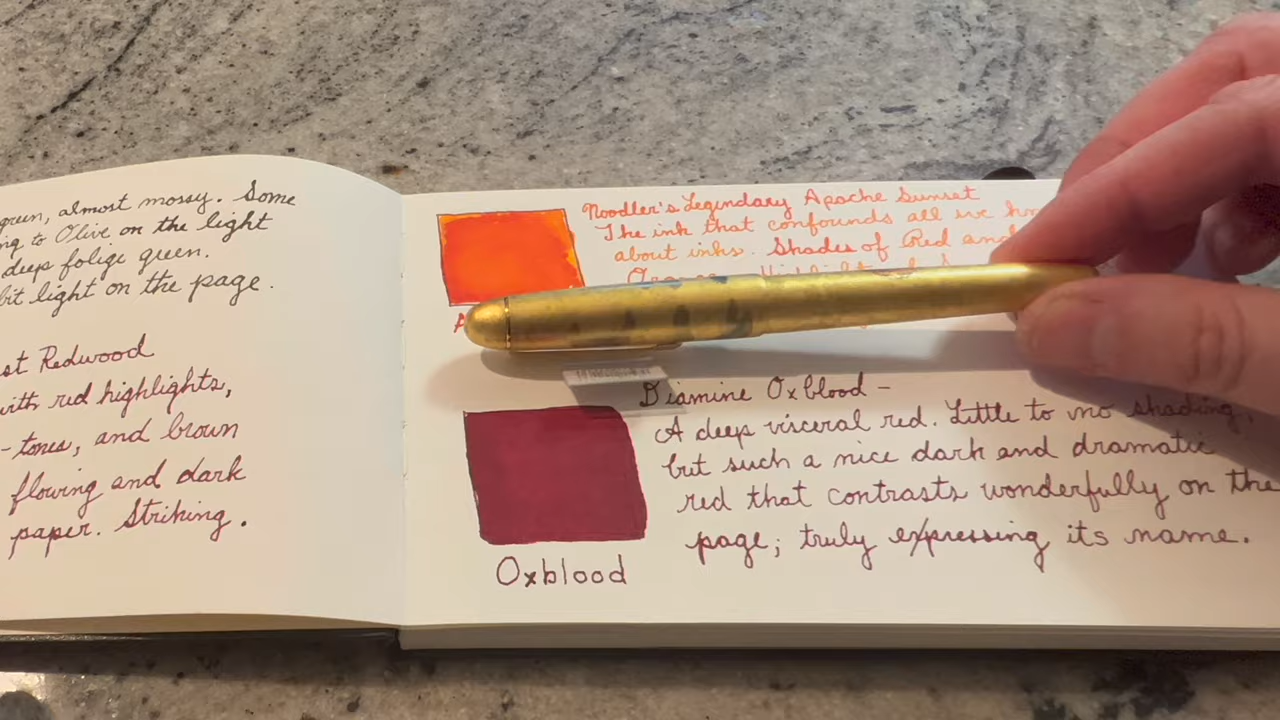 green, almost mossy. Some
ng to Olive on the light
deep folige green.
bit light on the page.
st Redwood
with red highlights,
-tones, and brown
flowing and dark
paper. Striking.
Noodler's Legendary Apache Sunset
The ink that confounds all we kn
about inks. Shades of Red and
Orange
A
Diamine Oxblood-
A deep visceral red. Little to no shading,
but such a nice dark and dramatic
red that contrasts wonderfully on the
page; truly expressing its name.
Oxblood